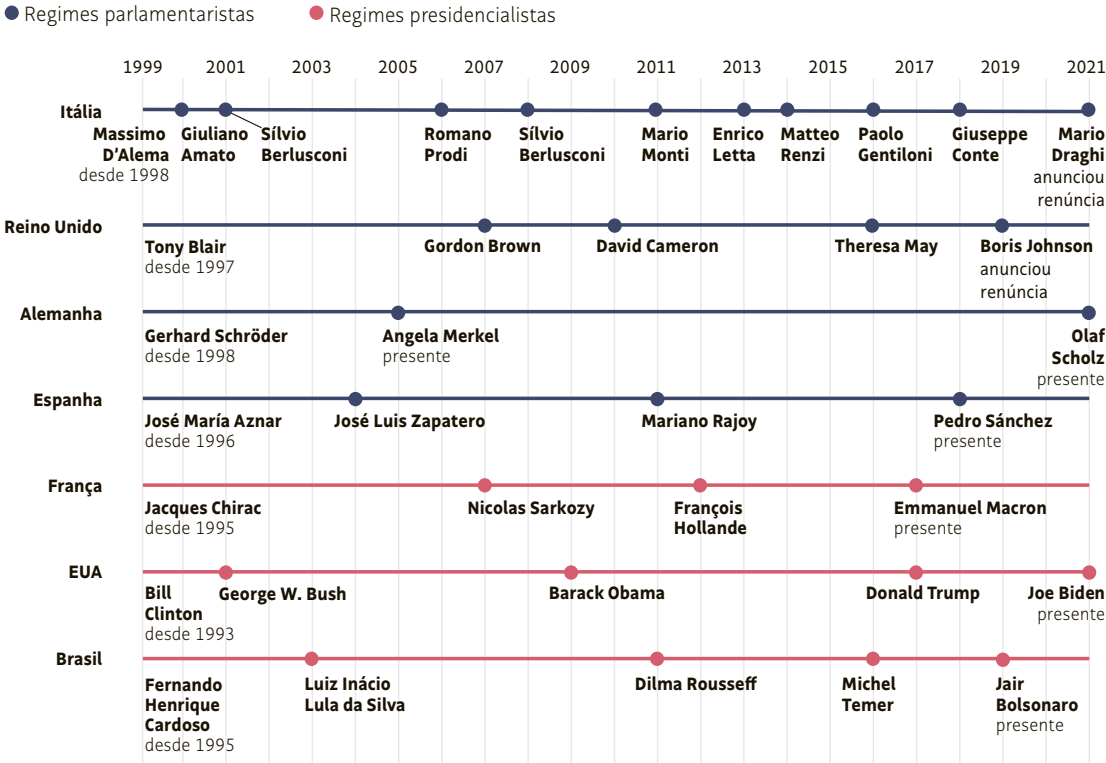 Regimes parlamentaristas
Regimes presidencialistas
1999 2001 2003 2005 2007 2009 2011 2013 2015 2017 2019 2021
Itália
Massimo
D'Alema
desde 1998
Giuliano
Amato
Sílvio
Berlusconi
Romano
Prodi
Sílvio
Berlusconi
Mario
Monti
Enrico
Letta
Matteo
Renzi
Paolo
Gentiloni
Giuseppe
Conte
Mario
Draghi
anunciou
renúncia
Reino Unido
Tony Blair
desde 1997
Gordon Brown
David Cameron
Theresa May
Boris Johnson
anunciou
renúncia
Alemanha
Gerhard Schröder
desde 1998
Angela Merkel
presente
Olaf
Scholz
presente
Espanha
José María Aznar
desde 1996
José Luis Zapatero
Mariano Rajoy
Pedro Sánchez
presente
França
Jacques Chirac
desde 1995
Nicolas Sarkozy
François
Hollande
Emmanuel Macron
presente
EUA
Bill
Clinton
desde 1993
George W. Bush
Barack Obama
Donald Trump
Joe Biden
presente
Brasil
Fernando
Henrique
Cardoso
desde 1995
Luiz Inácio
Lula da Silva
Dilma Rousseff
Michel
Temer
Jair
Bolsonaro
presente